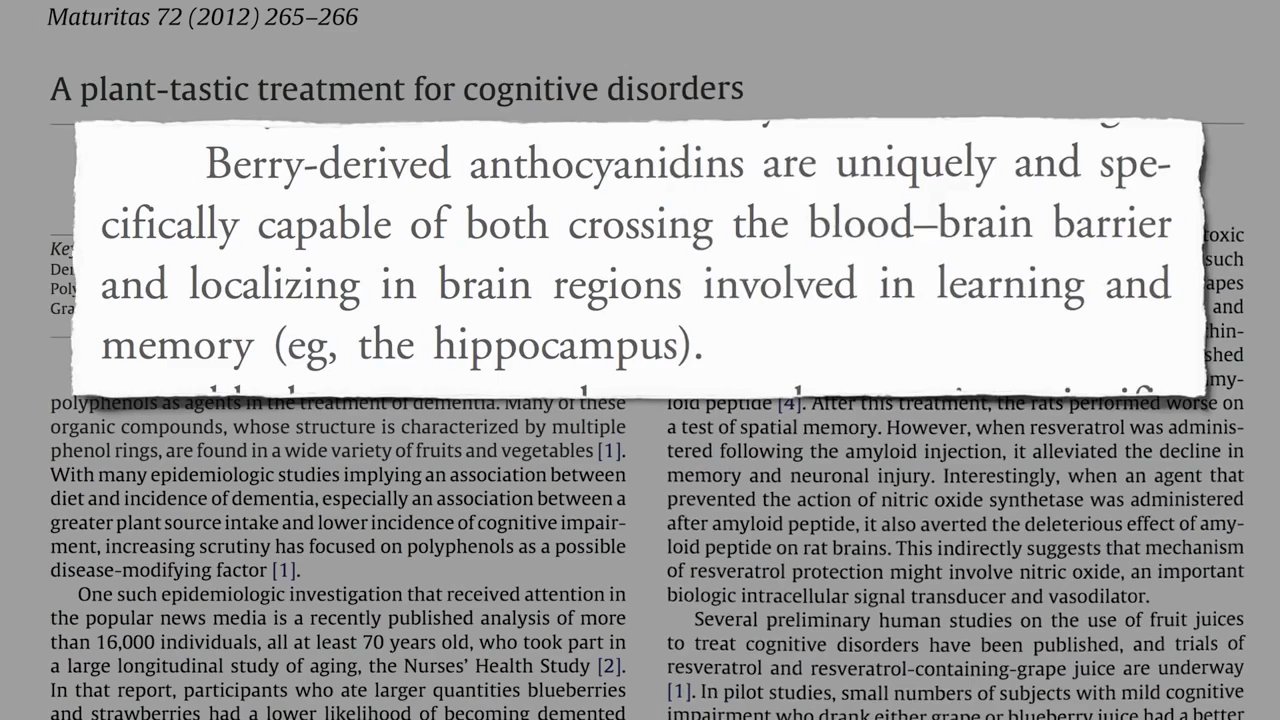 Maturitas 72 (2012) 265–266
A plant-tastic treatment for cognitive disorders
Berry-derived anthocyanidins are uniquely and spe-
cifically capable of both crossing the blood–brain barrier
and localizing in brain regions involved in learning and
memory (eg, the hippocampus).
polyphenols as agents in the treatment of dementia. Many of these
organic compounds, whose structure is characterized by multiple
phenol rings, are found in a wide variety of fruits and vegetables [1].
With many epidemiologic studies implying an association between
diet and incidence of dementia, especially an association between a
greater plant source intake and lower incidence of cognitive impair-
ment, increasing scrutiny has focused on polyphenols as a possible
disease-modifying factor [1].
One such epidemiologic investigation that received attention in
the popular news media is a recently published analysis of more
than 16,000 individuals, all at least 70 years old, who took part in
a large longitudinal study of aging, the Nurses' Health Study [2].
In that report, participants who ate larger quantities blueberries
and strawberries had a lower likelihood of becoming demented
toxic
such
apes
and
hin-
shed
my-
loid peptide [4]. After this treatment, the rats performed worse on
a test of spatial memory. However, when resveratrol was adminis-
tered following the amyloid injection, it alleviated the decline in
memory and neuronal injury. Interestingly, when an agent that
prevented the action of nitric oxide synthetase was administered
after amyloid peptide, it also averted the deleterious effect of amy-
loid peptide on rat brains. This indirectly suggests that mechanism
of resveratrol protection might involve nitric oxide, an important
biologic intracellular signal transducer and vasodilator.
Several preliminary human studies on the use of fruit juices
to treat cognitive disorders have been published, and trials of
resveratrol and resveratrol-containing-grape juice are underway
[1]. In pilot studies, small numbers of subjects with mild cognitive
impairment who drank either grape or blueberry juice had a better